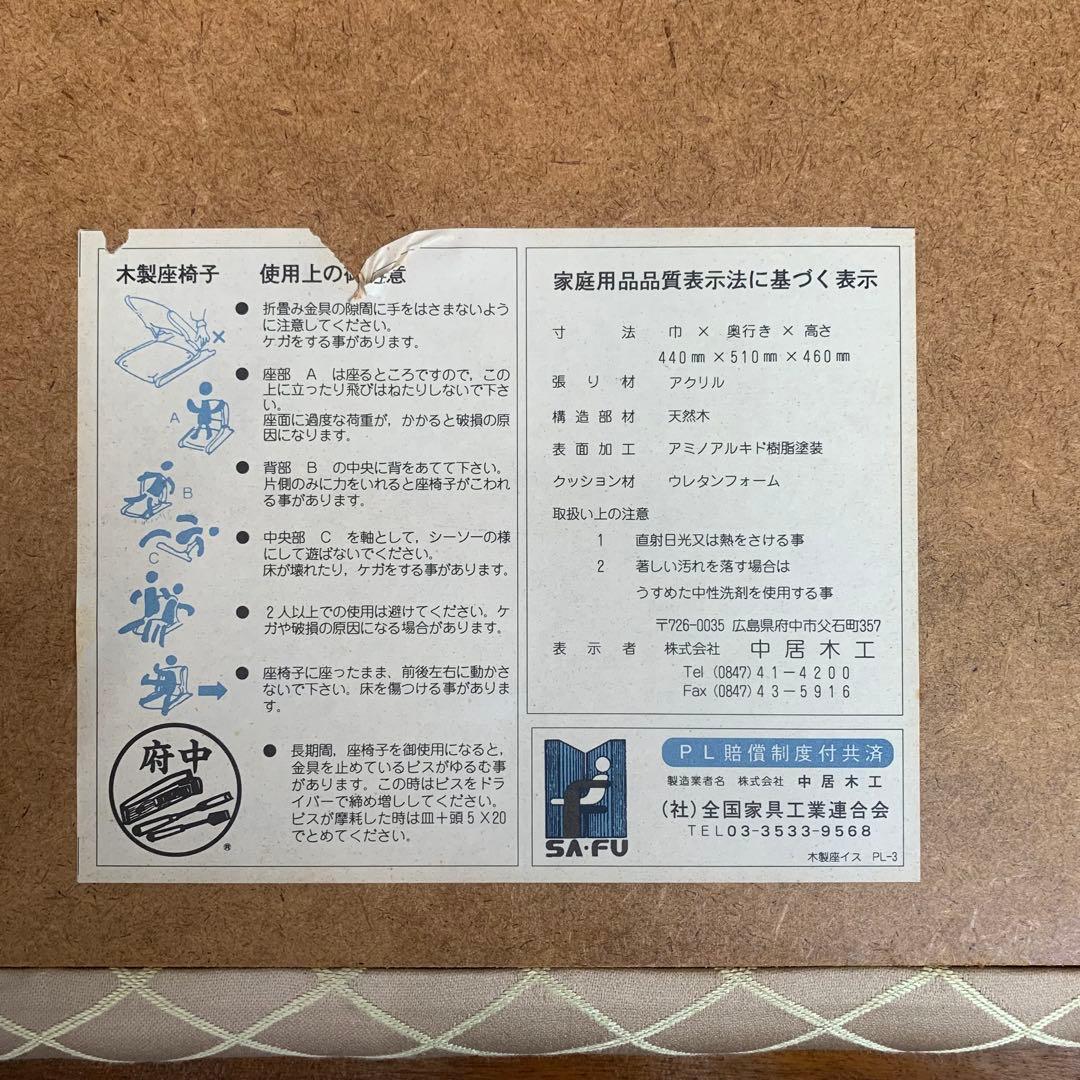 木製座椅子 使用上の御注意
● 折畳み金具の隙間に手をはさまないよう
に注意してください。
ケガをする事があります。
● 座部 A は座るところですので，この
上に立ったり飛びはねたりしないで下さ
い。
座面に過度な荷重が，かかると破損の原
因になります。
A
● 背部 B の中央に背をあてて下さい。
片側のみに力をいれると座椅子がこわれ
る事があります。
B
● 中央部 C を軸として，シーソーの様
にして遊ばないでください。
床が壊れたり，ケガをする事があります。
C
● 2人以上での使用は避けてください。ケ
ガや破損の原因になる場合があります。
● 座椅子に座ったまま、前後左右に動かさ
ないで下さい。床を傷つける事がありま
す。
● 長期間，座椅子を御使用になると，
金具を止めているビスがゆるむ事
があります。この時はビスをドラ
イバーで締め増ししてください。
ビスが摩耗した時は皿＋頭5×20
でとめてください。
府中
®
家庭用品品質表示法に基づく表示
寸法 巾 × 奥行き × 高さ
440㎜×510㎜×460㎜
張り材 アクリル
構造部材 天然木
表面加工 アミノアルキド樹脂塗装
クッション材 ウレタンフォーム
取扱い上の注意
1 直射日光又は熱をさける事
2 著しい汚れを落す場合は
うすめた中性洗剤を使用する事
〒726-0035 広島県府中市父石町357
表示者 株式会社 中居木工
Tel (0847) 41－4200
Fax (0847) 43－5916
SA・FU
PL賠償制度付共済
製造業者名 株式会社 中居木工
(社)全国家具工業連合会
TEL03-3533-9568
木製座イス PL-3